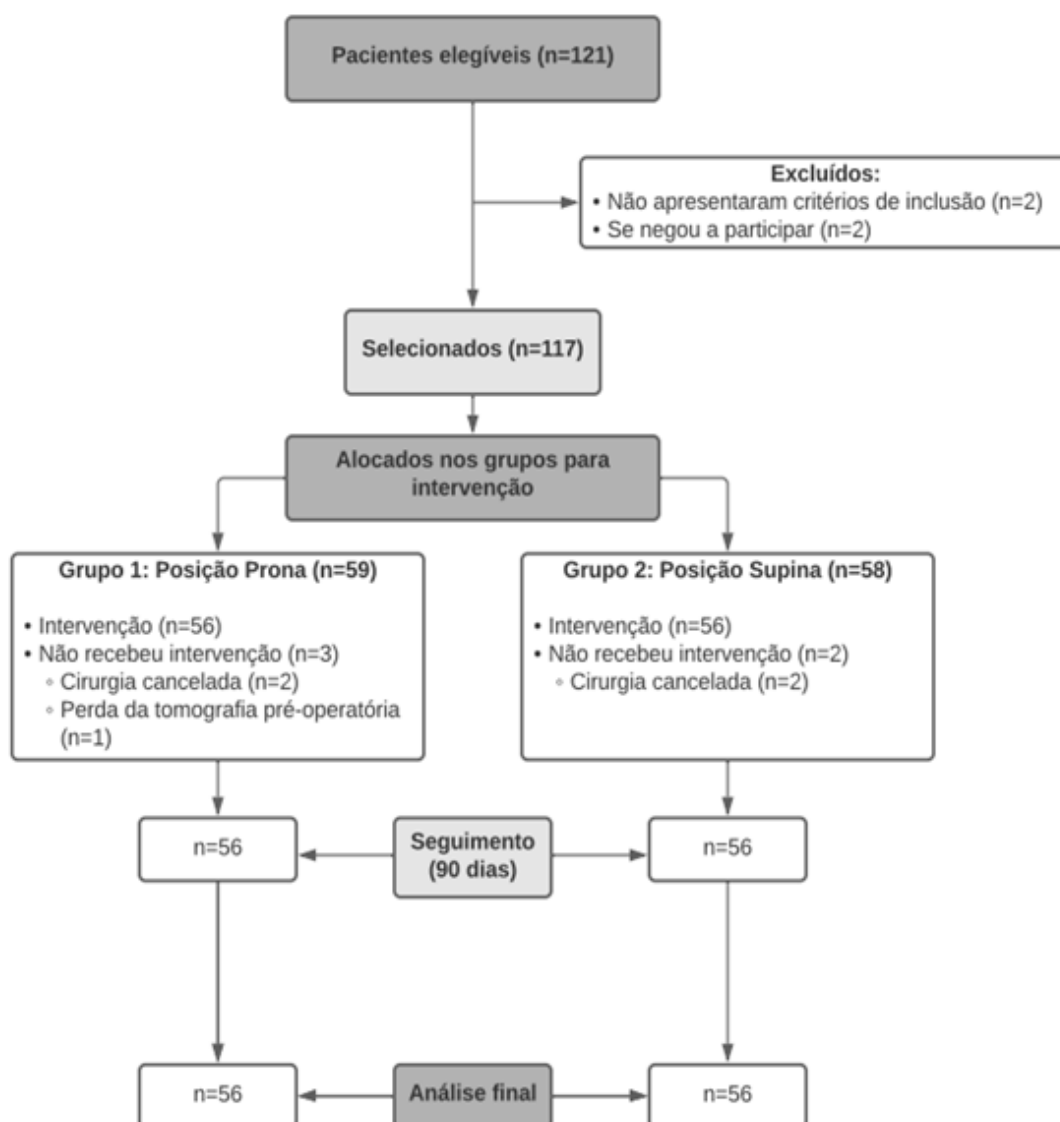 Pacientes elegíveis (n=121)
Excluídos:
• Não apresentaram critérios de inclusão (n=2)
• Se negou a participar (n=2)
Selecionados (n=117)
Alocados nos grupos para
intervenção
Grupo 1: Posição Prona (n=59)
• Intervenção (n=56)
• Não recebeu intervenção (n=3)
◦ Cirurgia cancelada (n=2)
◦ Perda da tomografia pré-operatória
(n=1)
Grupo 2: Posição Supina (n=58)
• Intervenção (n=56)
• Não recebeu intervenção (n=2)
◦ Cirurgia cancelada (n=2)
n=56
Seguimento
(90 dias)
n=56
n=56
Análise final
n=56